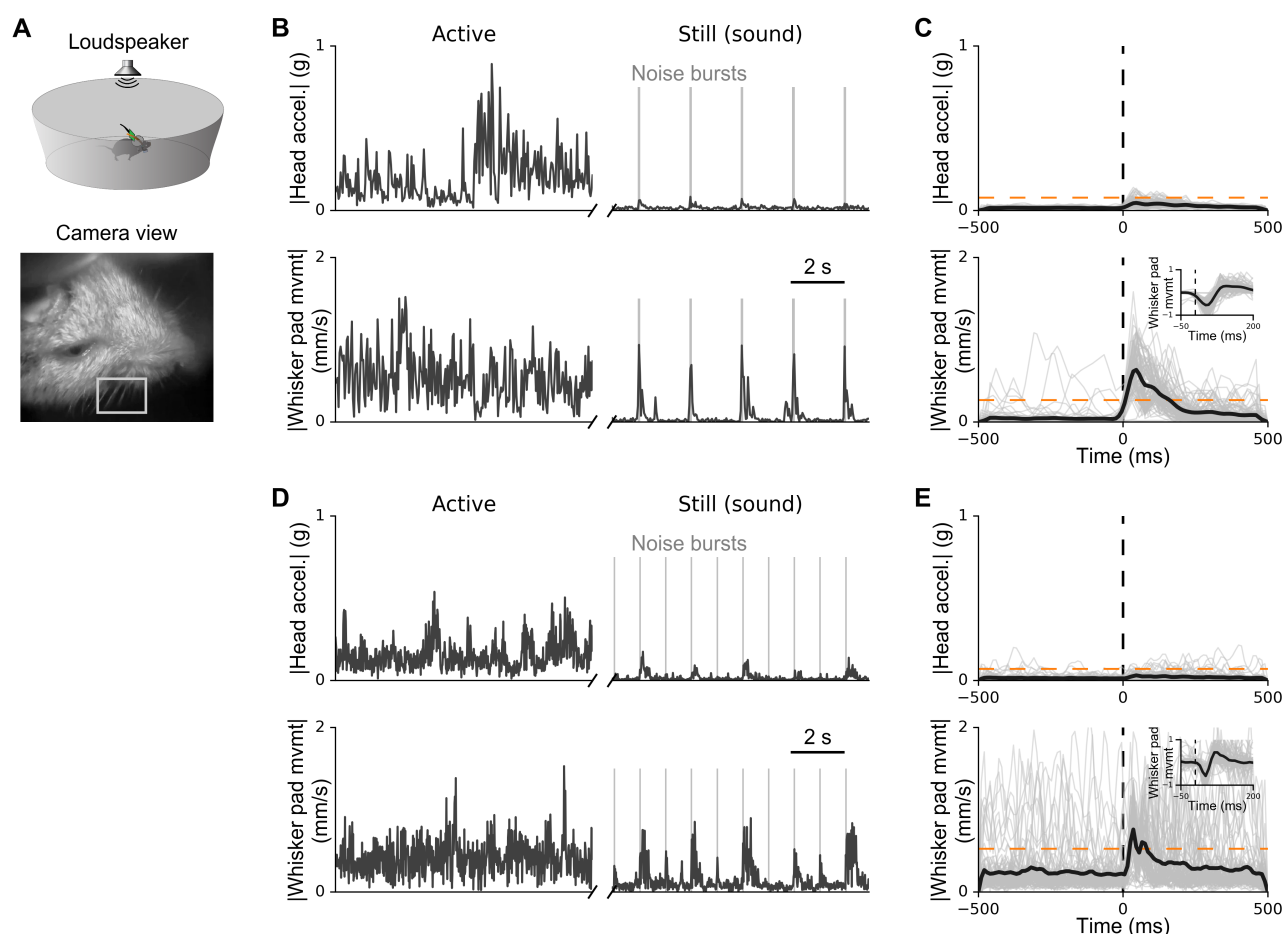 A
Loudspeaker
Camera view
B
Active
Still (sound)
1
Noise bursts
|Head accel.| (g)
0
2
2 s
|Whisker pad mvmt|
(mm/s)
0
C
1
|Head accel.| (g)
0
−500
0
500
2
1
Whisker pad
mvmt
−1
−50
200
Time (ms)
|Whisker pad mvmt|
(mm/s)
0
−500
0
500
Time (ms)
D
Active
Still (sound)
1
Noise bursts
|Head accel.| (g)
0
2
2 s
|Whisker pad mvmt|
(mm/s)
0
E
1
|Head accel.| (g)
0
−500
0
500
2
1
Whisker pad
mvmt
−1
−50
200
Time (ms)
|Whisker pad mvmt|
(mm/s)
0
−500
0
500
Time (ms)